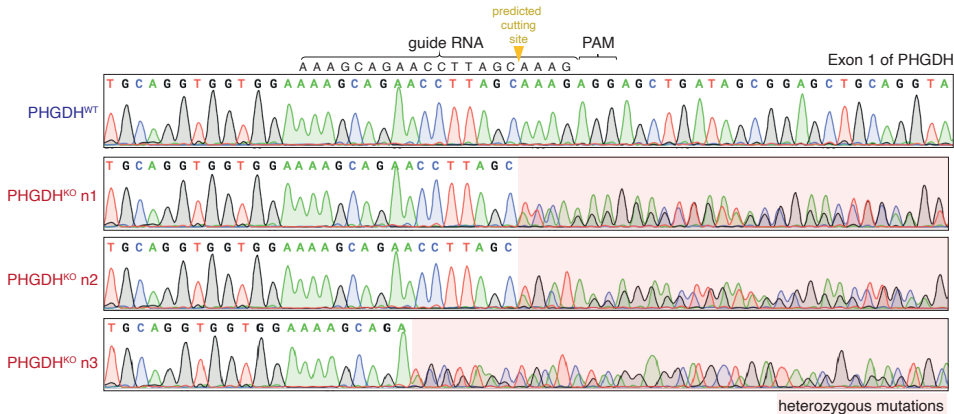 predicted
cutting
site
guide RNA PAM
A A A G C A G A A C C T T A G C A A A G
Exon 1 of PHGDH
T G C A G G T G G T G G A A A A G C A G A A C C T T A G C A A A G A G G A G C T G A T A G C G G A G C T G C A G G T A
PHGDHWT
T G C A G G T G G T G G A A A A G C A G A A C C T T A G C
PHGDHKO n1
T G C A G G T G G T G G A A A A G C A G A A C C T T A G C
PHGDHKO n2
T G C A G G T G G T G G A A A A G C A G A
PHGDHKO n3
heterozygous mutations